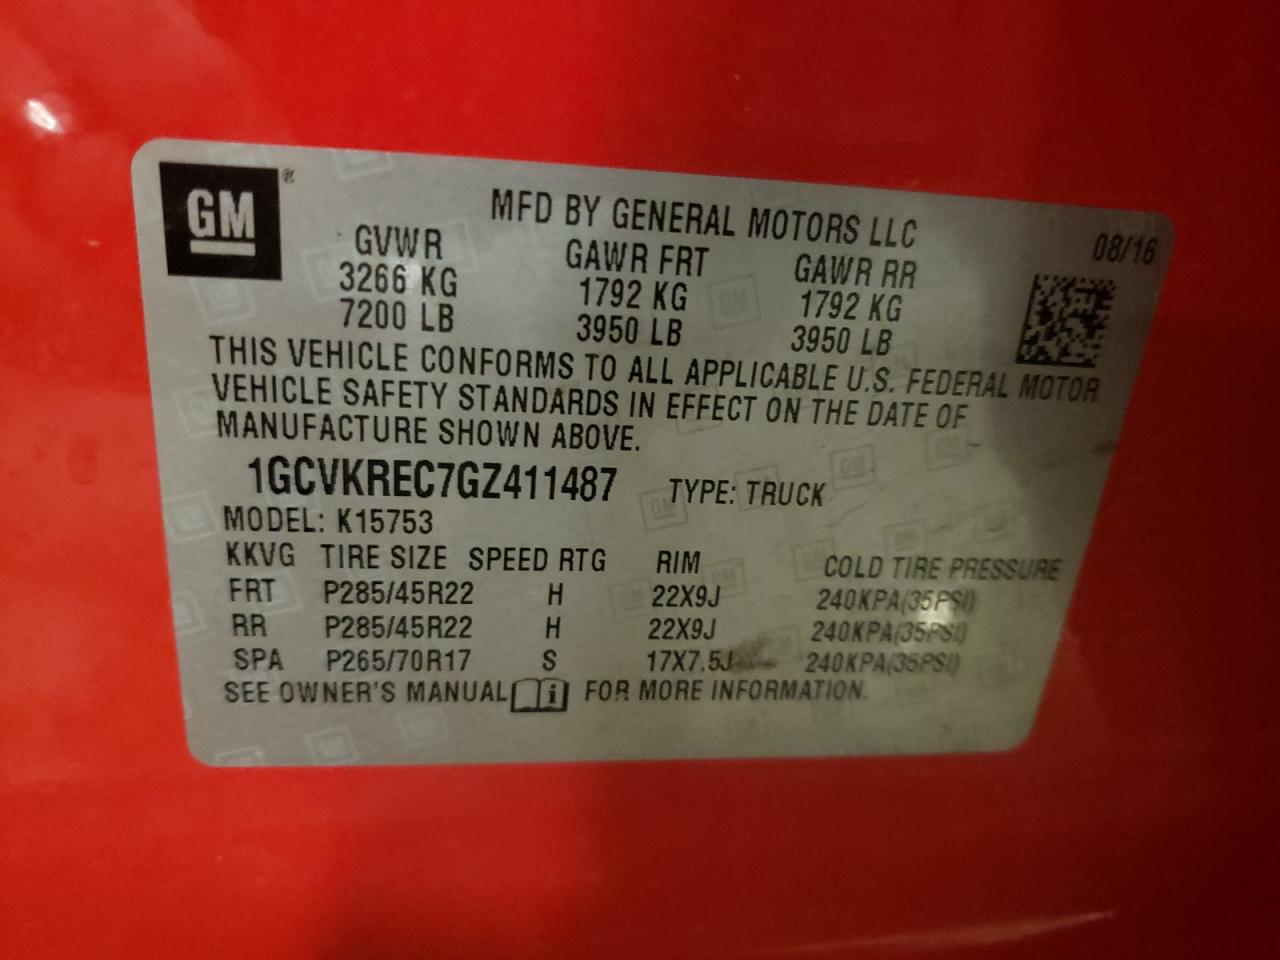 GM®
MFD BY GENERAL MOTORS LLC
08/16
GVWR GAWR FRT GAWR RR
3266 KG 1792 KG 1792 KG
7200 LB 3950 LB 3950 LB
THIS VEHICLE CONFORMS TO ALL APPLICABLE U.S. FEDERAL MOTOR
VEHICLE SAFETY STANDARDS IN EFFECT ON THE DATE OF
MANUFACTURE SHOWN ABOVE.
1GCVKREC7GZ411487 TYPE: TRUCK
MODEL: K15753
KKVG TIRE SIZE SPEED RTG RIM COLD TIRE PRESSURE
FRT P285/45R22 H 22X9J 240KPA(35PSI)
RR P285/45R22 H 22X9J 240KPA(35PSI)
SPA P265/70R17 S 17X7.5J 240KPA(35PSI)
SEE OWNER'S MANUAL i FOR MORE INFORMATION.